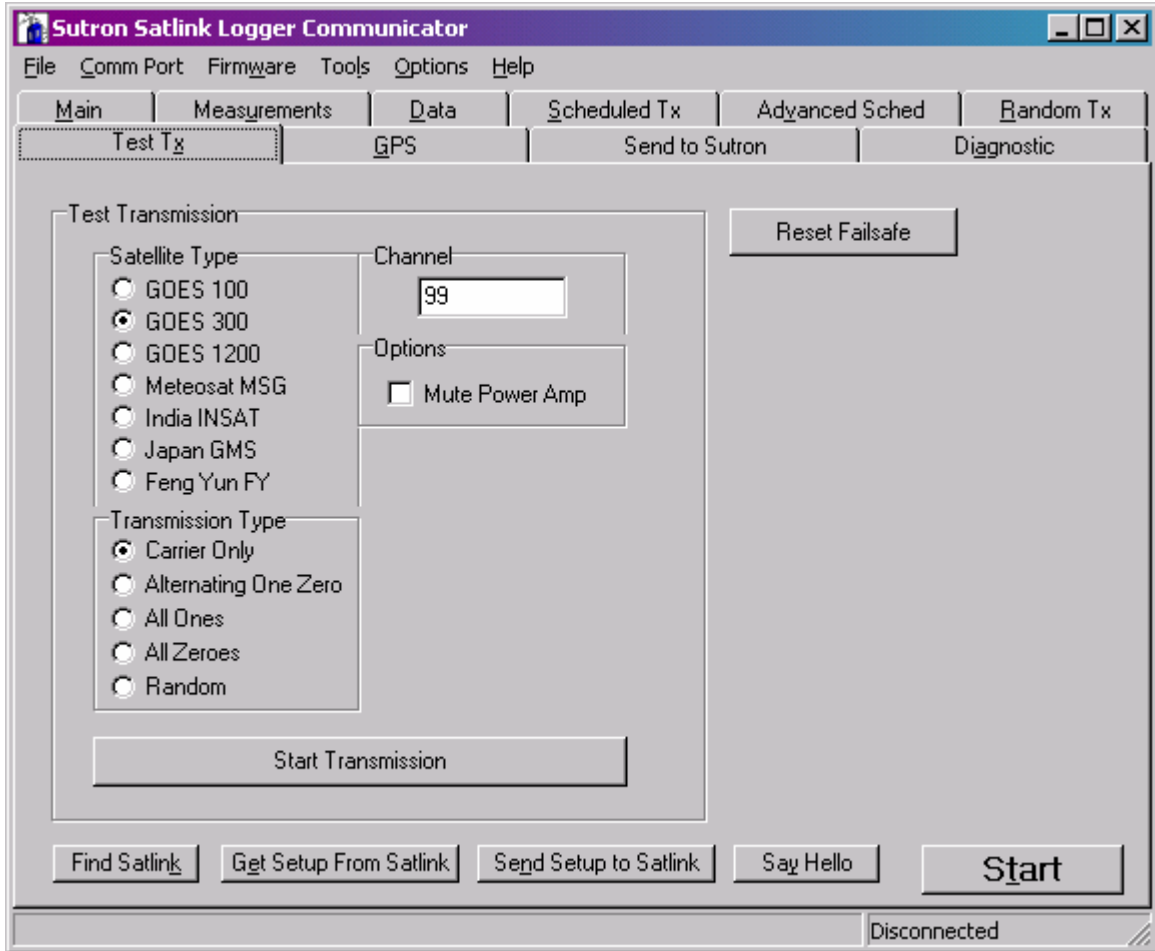 Sutron Satlink Logger Communicator
File Comm Port Firmware Tools Options Help
Main Measurements Data Scheduled Tx Advanced Sched Random Tx
Test Tx GPS Send to Sutron Diagnostic
Test Transmission
Reset Failsafe
Satellite Type
GOES 100
GOES 300
GOES 1200
Meteosat MSG
India INSAT
Japan GMS
Feng Yun FY
Channel
99
Options
Mute Power Amp
Transmission Type
Carrier Only
Alternating One Zero
All Ones
All Zeroes
Random
Start Transmission
Find Satlink Get Setup From Satlink Send Setup to Satlink Say Hello Start
Disconnected